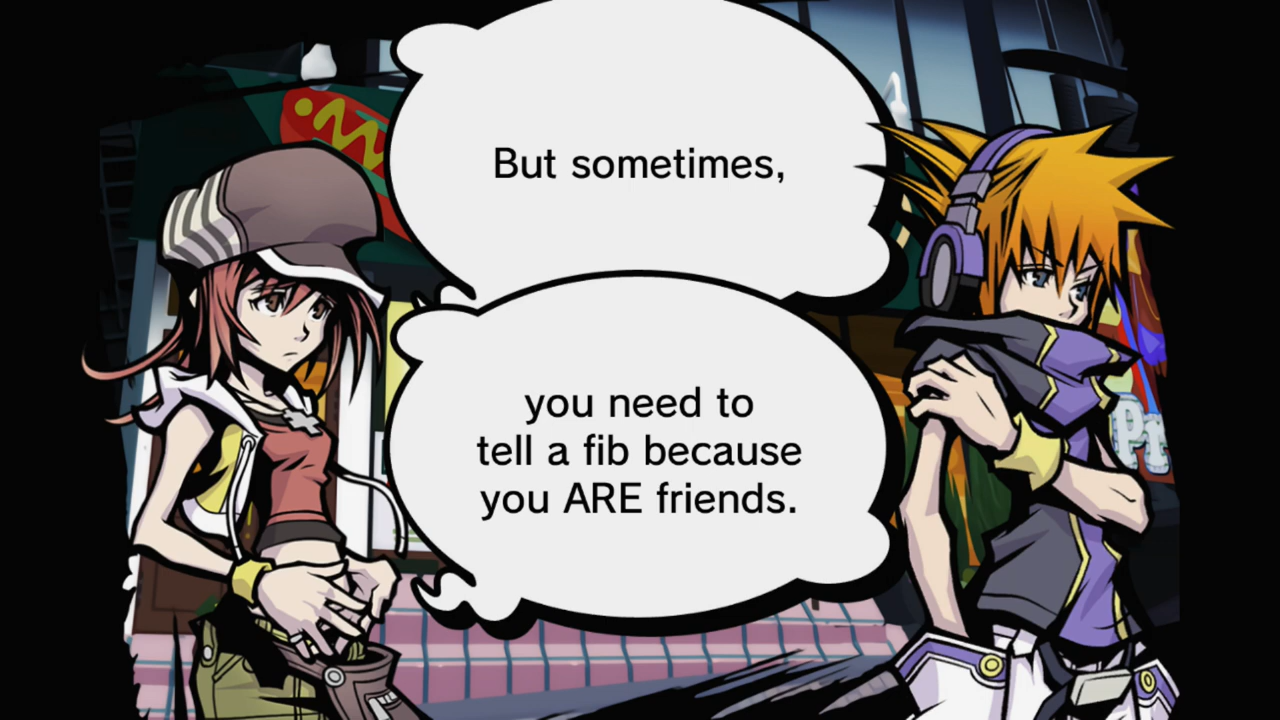 But sometimes,
you need to
tell a fib because
you ARE friends.